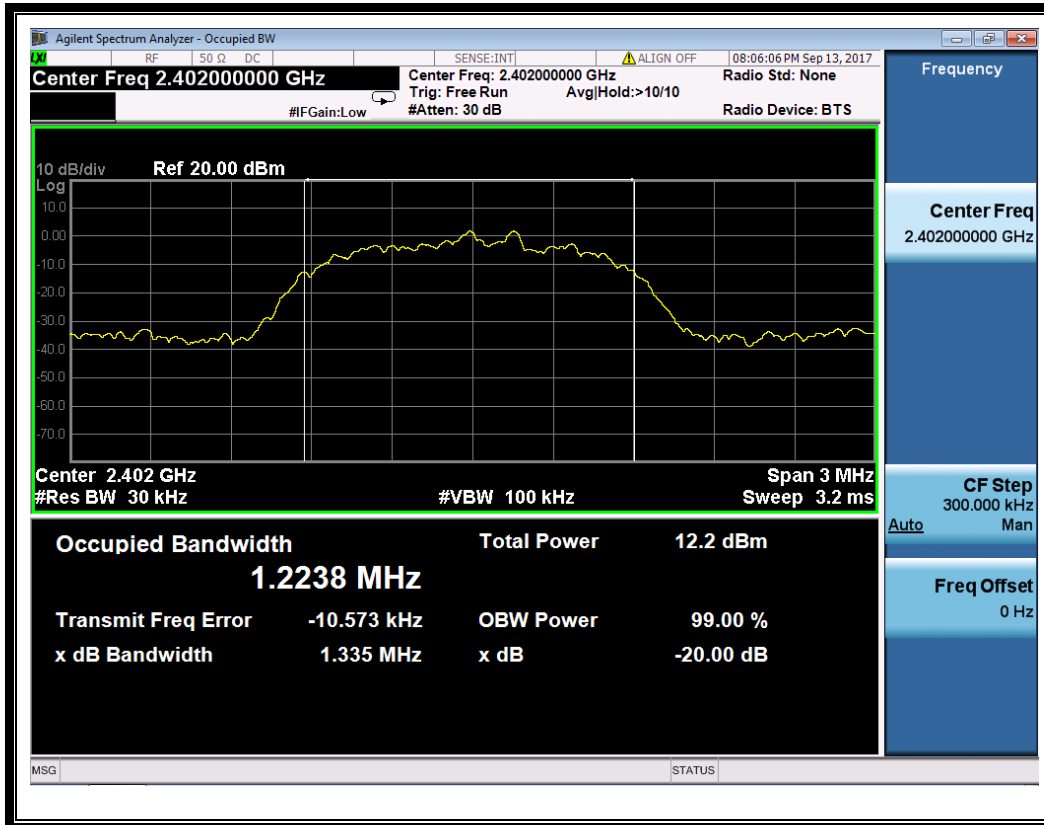 Agilent Spectrum Analyzer - Occupied BW
LXI RF 50 Ω DC SENSE:INT ALIGN OFF 08:06:06 PM Sep 13, 2017
Center Freq 2.402000000 GHz
Center Freq: 2.402000000 GHz
Radio Std: None
Trig: Free Run Avg|Hold:>10/10
#IFGain:Low
#Atten: 30 dB
Radio Device: BTS
10 dB/div Ref 20.00 dBm
Log
10.0
0.00
-10.0
-20.0
-30.0
-40.0
-50.0
-60.0
-70.0
Center 2.402 GHz Span 3 MHz
#Res BW 30 kHz #VBW 100 kHz Sweep 3.2 ms
Occupied Bandwidth Total Power 12.2 dBm
1.2238 MHz
Transmit Freq Error -10.573 kHz OBW Power 99.00 %
x dB Bandwidth 1.335 MHz x dB -20.00 dB
MSG STATUS
Frequency
Center Freq
2.402000000 GHz
CF Step
300.000 kHz
Auto Man
Freq Offset
0 Hz